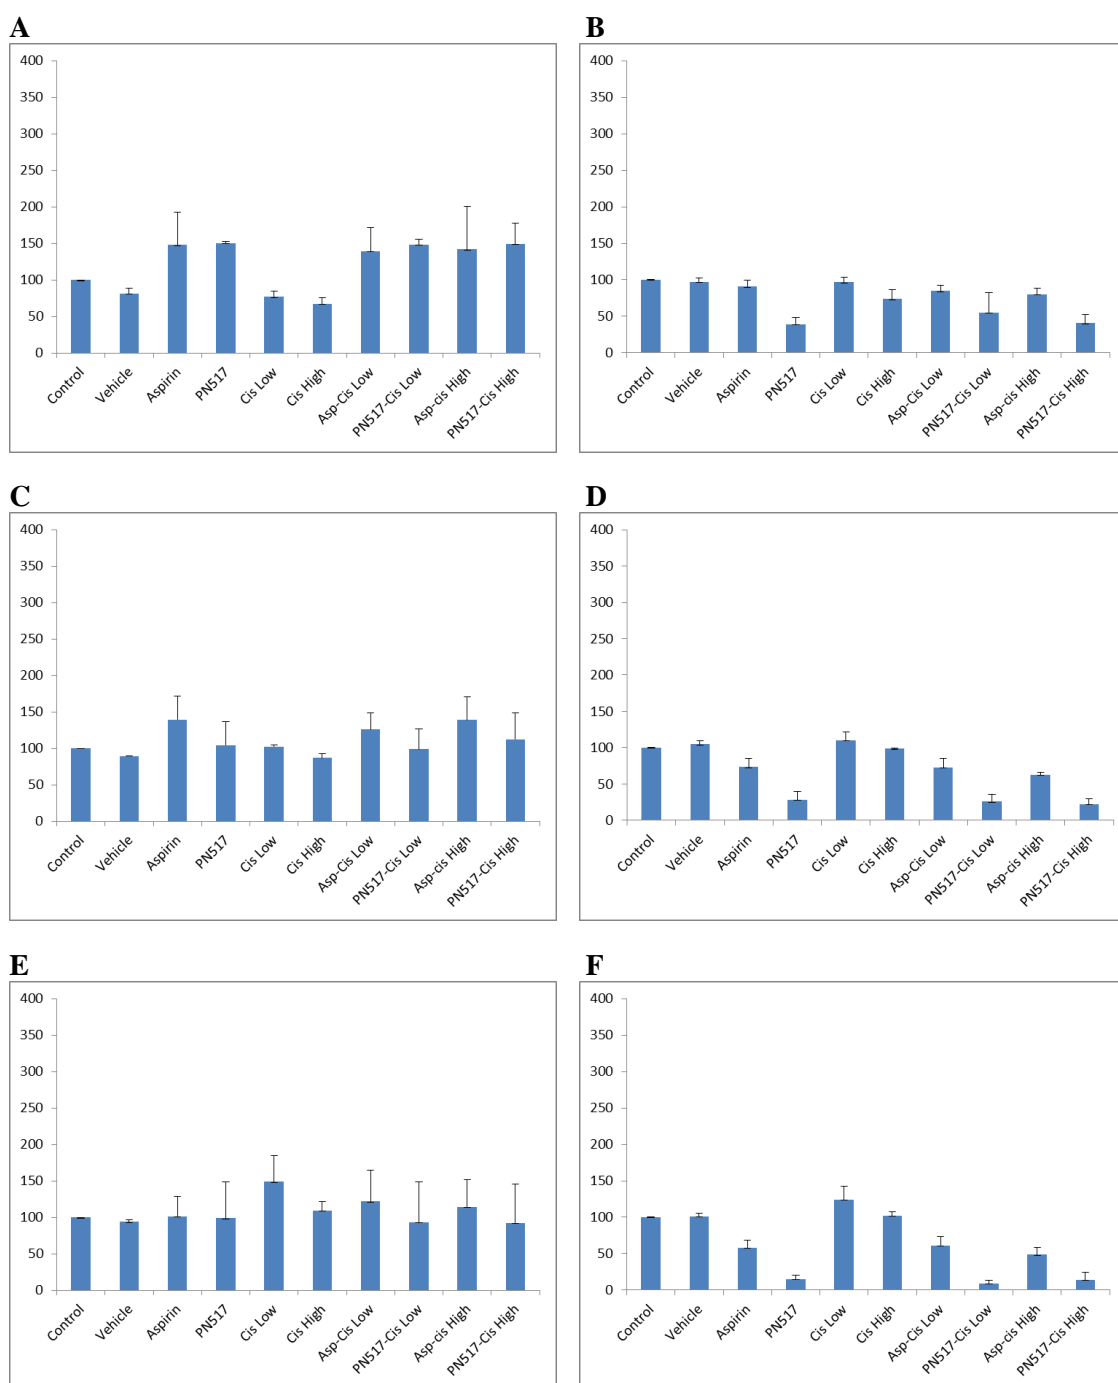 A
400
350
300
250
200
150
100
50
0
Control
Vehicle
Aspirin
PN517
Cis Low
Cis High
Asp-Cis Low
PN517-Cis Low
Asp-cis High
PN517-Cis High
B
400
350
300
250
200
150
100
50
0
Control
Vehicle
Aspirin
PN517
Cis Low
Cis High
Asp-Cis Low
PN517-Cis Low
Asp-cis High
PN517-Cis High
C
400
350
300
250
200
150
100
50
0
Control
Vehicle
Aspirin
PN517
Cis Low
Cis High
Asp-Cis Low
PN517-Cis Low
Asp-cis High
PN517-Cis High
D
400
350
300
250
200
150
100
50
0
Control
Vehicle
Aspirin
PN517
Cis Low
Cis High
Asp-Cis Low
PN517-Cis Low
Asp-cis High
PN517-Cis High
E
400
350
300
250
200
150
100
50
0
Control
Vehicle
Aspirin
PN517
Cis Low
Cis High
Asp-Cis Low
PN517-Cis Low
Asp-cis High
PN517-Cis High
F
400
350
300
250
200
150
100
50
0
Control
Vehicle
Aspirin
PN517
Cis Low
Cis High
Asp-Cis Low
PN517-Cis Low
Asp-cis High
PN517-Cis High